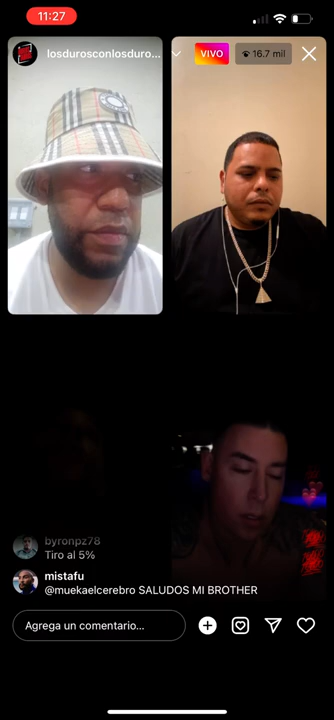 11:27
losdurosconlosduro...
VIVO
16.7 mil
byronpz78
Tiro al 5%
mistafu
@muekaelcerebro SALUDOS MI BROTHER
Agrega un comentario...